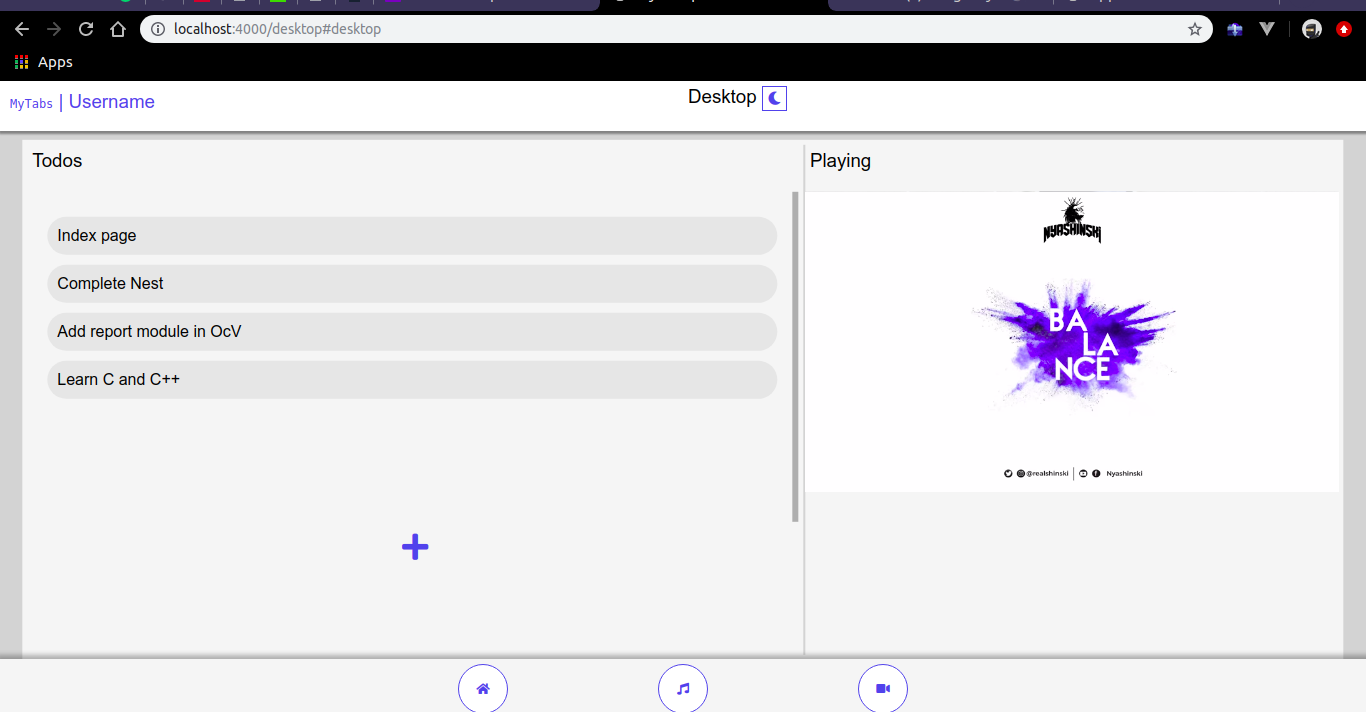 localhost:4000/desktop#desktop
Apps
MyTabs | Username
Desktop
Todos
Playing
Index page
Complete Nest
Add report module in OcV
Learn C and C++
NYASHINSKI
BA
LA
NCE
@realshinski | Nyashinski